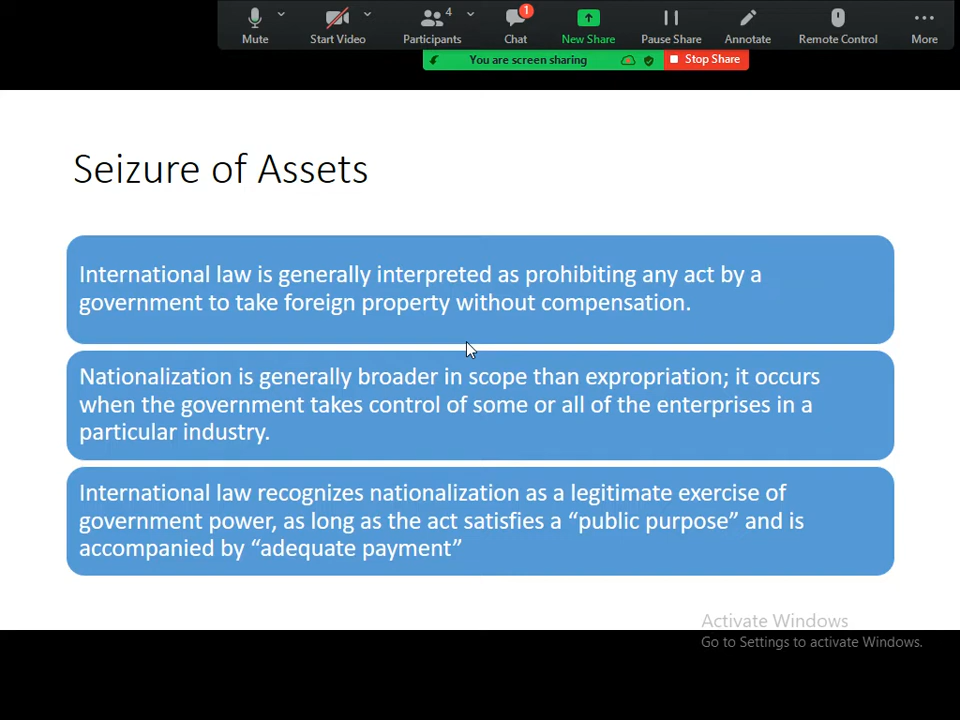 4
1
Mute
Start Video
Participants
Chat
New Share
Pause Share
Annotate
Remote Control
More
You are screen sharing
Stop Share
Seizure of Assets
International law is generally interpreted as prohibiting any act by a
government to take foreign property without compensation.
Nationalization is generally broader in scope than expropriation; it occurs
when the government takes control of some or all of the enterprises in a
particular industry.
International law recognizes nationalization as a legitimate exercise of
government power, as long as the act satisfies a “public purpose” and is
accompanied by “adequate payment”
Activate Windows
Go to Settings to activate Windows.